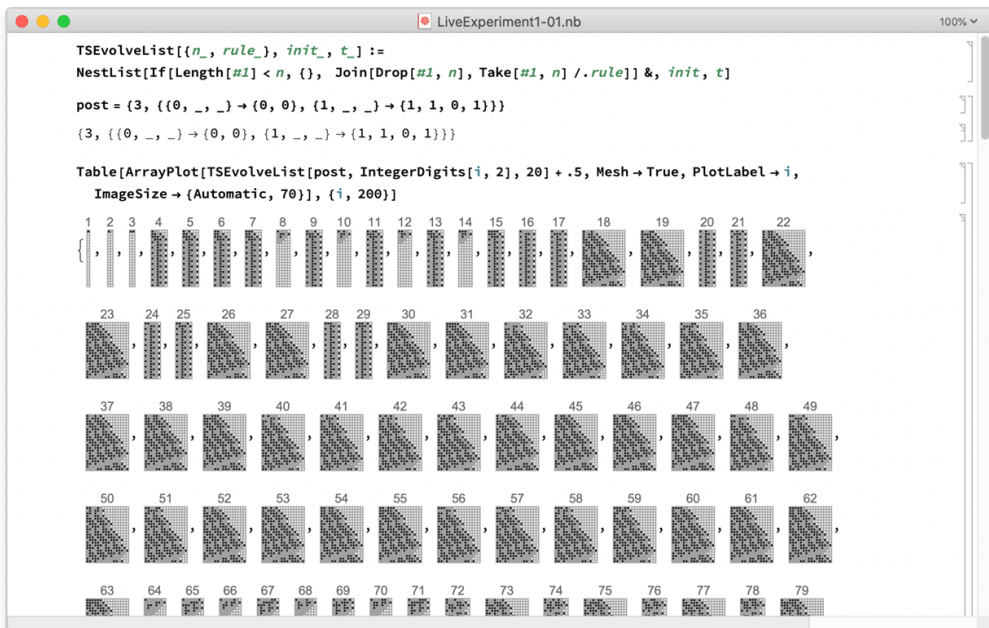 LiveExperiment1-01.nb
100%
TSEvolveList[{n_, rule_}, init_, t_] :=
NestList[If[Length[#1] < n, {}, Join[Drop[#1, n], Take[#1, n] /. rule]] &, init, t]
post = {3, {{0, _, _} → {0, 0}, {1, _, _} → {1, 1, 0, 1}}}
{3, {{0, _, _} → {0, 0}, {1, _, _} → {1, 1, 0, 1}}}
Table[ArrayPlot[TSEvolveList[post, IntegerDigits[i, 2], 20] + .5, Mesh → True, PlotLabel → i,
ImageSize → {Automatic, 70}], {i, 200}]
1 2 3 4 5 6 7 8 9 10 11 12 13 14 15 16 17 18 19 20 21 22
{ , , , , , , , , , , , , , , , , , , , , , ,
23 24 25 26 27 28 29 30 31 32 33 34 35 36
, , , , , , , , , , , , , ,
37 38 39 40 41 42 43 44 45 46 47 48 49
, , , , , , , , , , , , ,
50 51 52 53 54 55 56 57 58 59 60 61 62
, , , , , , , , , , , , ,
63 64 65 66 67 68 69 70 71 72 73 74 75 76 77 78 79